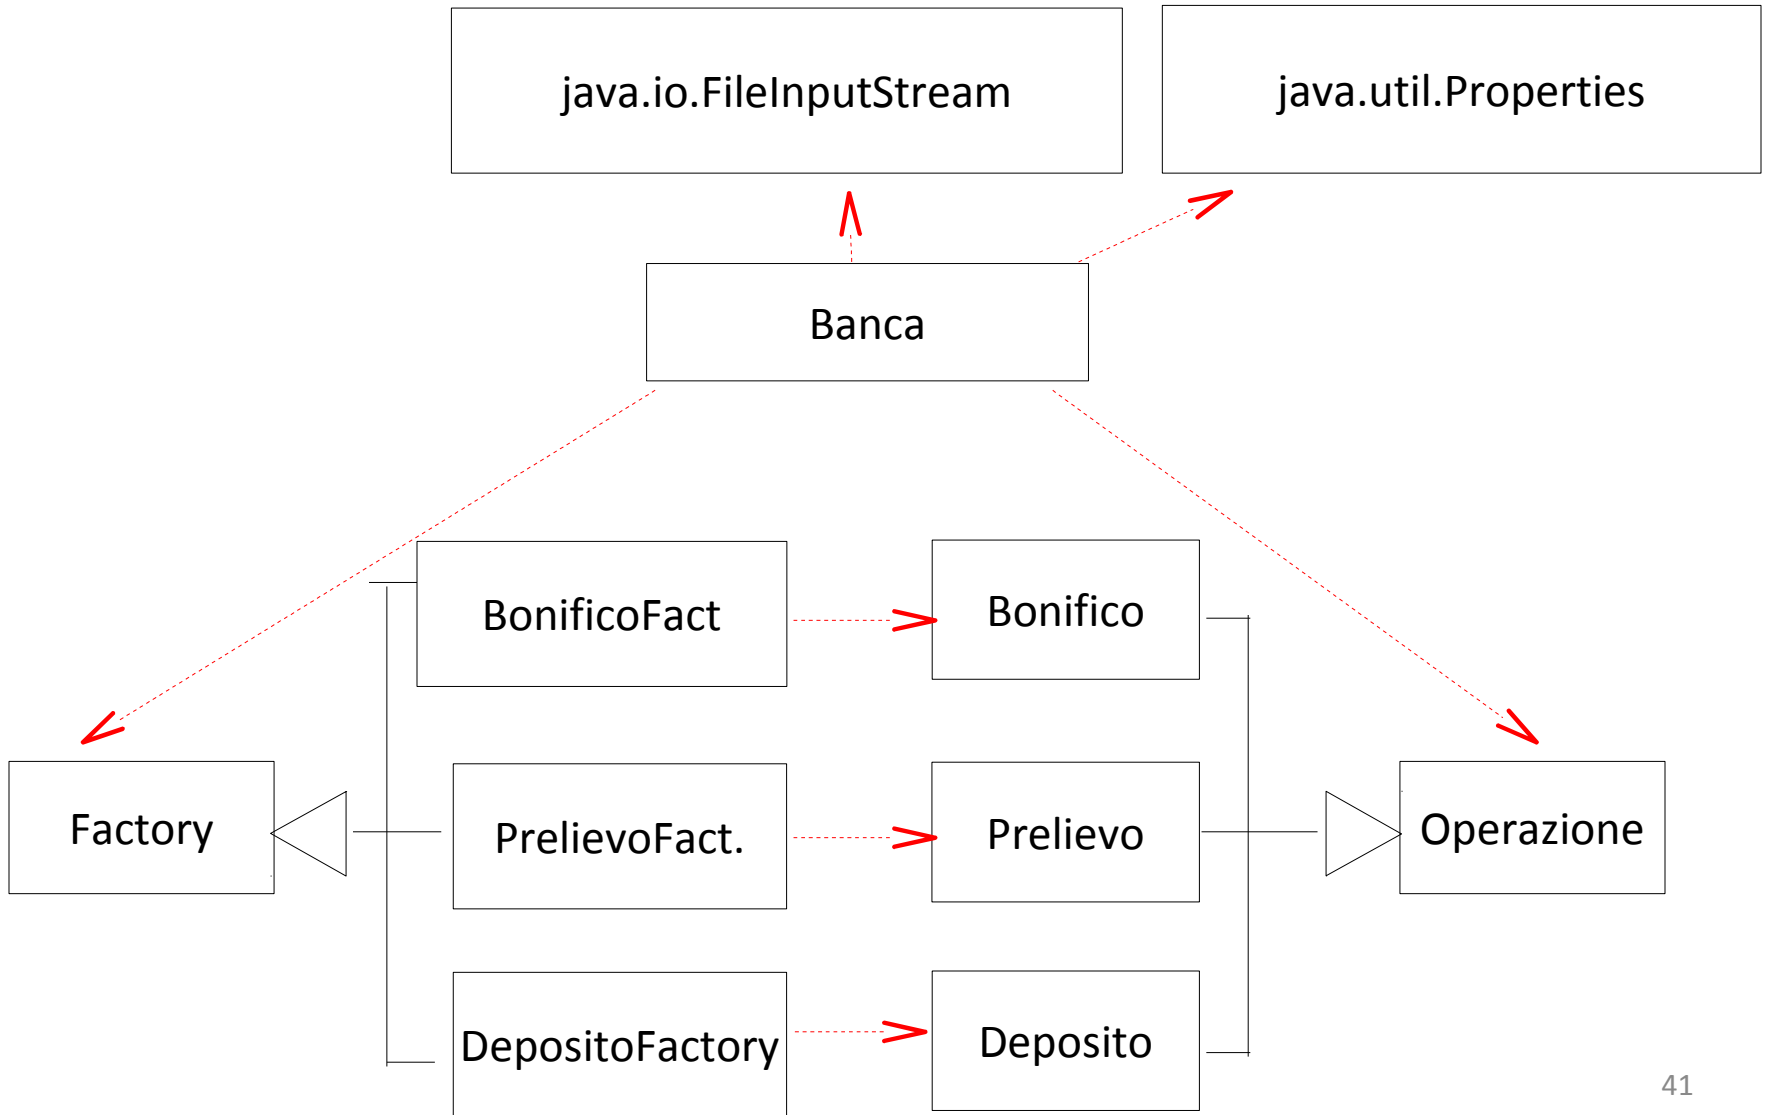 java.io.FileInputStream
java.util.Properties
Banca
BonificoFact
Bonifico
Factory
PrelievoFact.
Prelievo
Operazione
DepositoFactory
Deposito
41